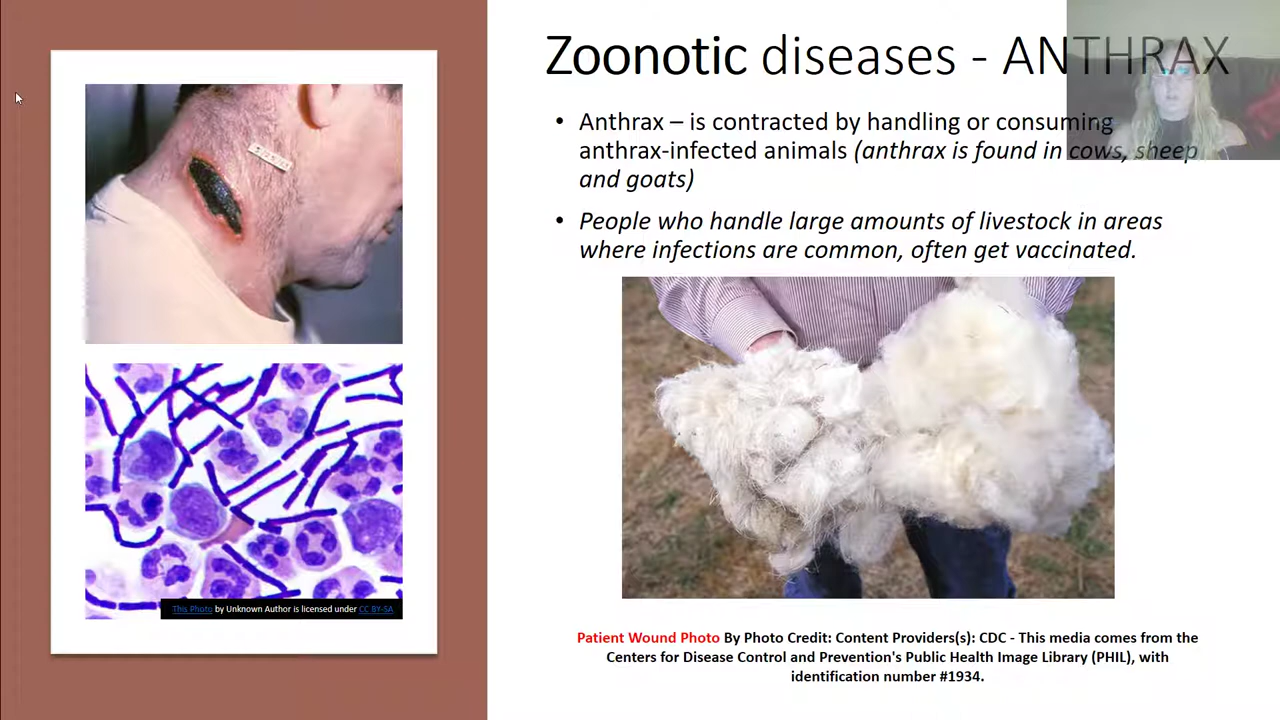 Zoonotic diseases - ANTHRAX
• Anthrax – is contracted by handling or consuming
anthrax-infected animals (anthrax is found in cows, sheep
and goats)
• People who handle large amounts of livestock in areas
where infections are common, often get vaccinated.
This Photo by Unknown Author is licensed under CC BY-SA
Patient Wound Photo By Photo Credit: Content Providers(s): CDC - This media comes from the
Centers for Disease Control and Prevention's Public Health Image Library (PHIL), with
identification number #1934.